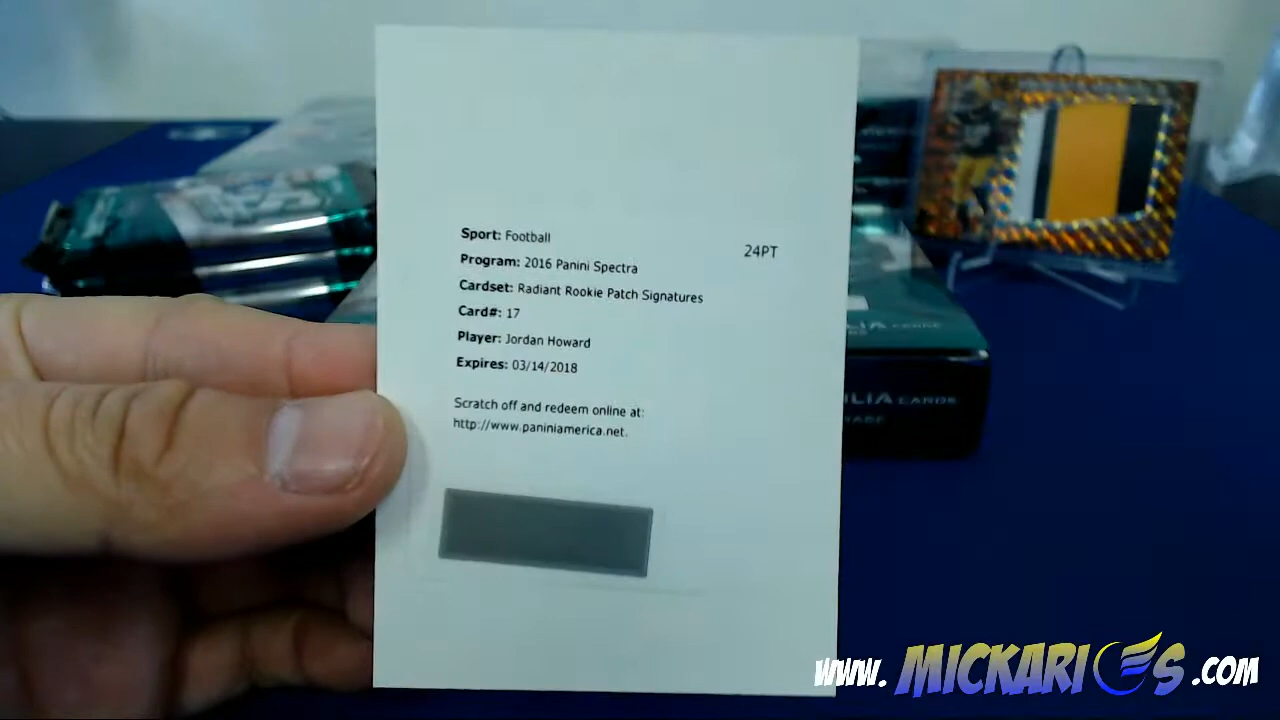 Sport: Football
24PT
Program: 2016 Panini Spectra
Cardset: Radiant Rookie Patch Signatures
Card#: 17
Player: Jordan Howard
Expires: 03/14/2018
Scratch off and redeem online at:
http://www.paniniamerica.net.
CARDS
www.MICKARIES.com